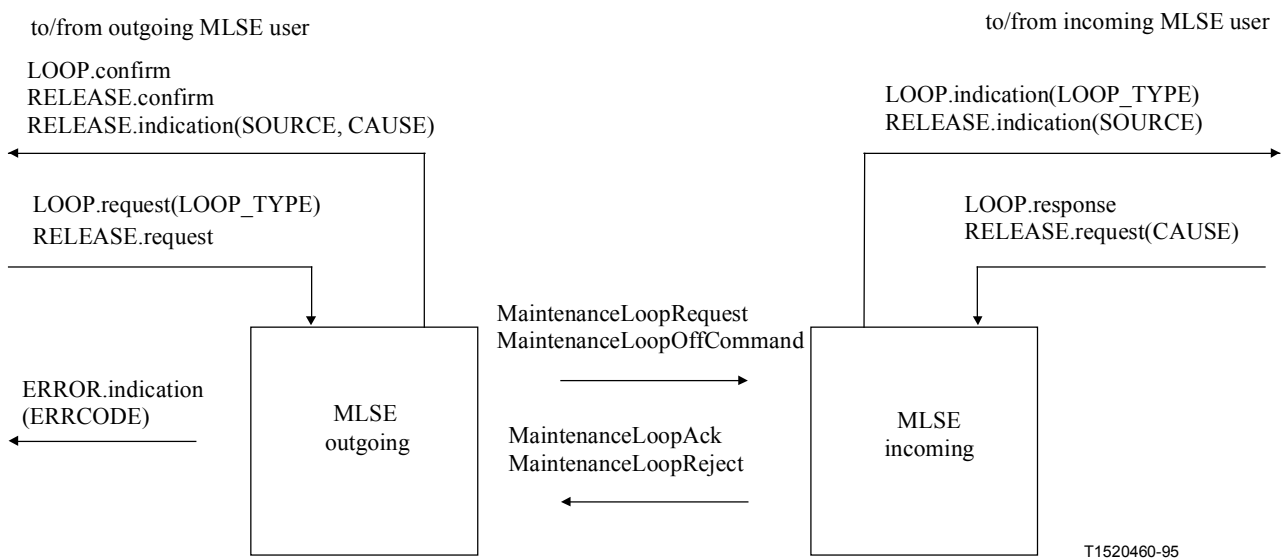 to/from outgoing MLSE user
to/from incoming MLSE user
LOOP.confirm
RELEASE.confirm
RELEASE.indication(SOURCE, CAUSE)
LOOP.indication(LOOP_TYPE)
RELEASE.indication(SOURCE)
LOOP.request(LOOP_TYPE)
RELEASE.request
LOOP.response
RELEASE.request(CAUSE)
MaintenanceLoopRequest
MaintenanceLoopOffCommand
ERROR.indication
(ERRCODE)
MLSE
outgoing
MaintenanceLoopAck
MaintenanceLoopReject
MLSE
incoming
T1520460-95